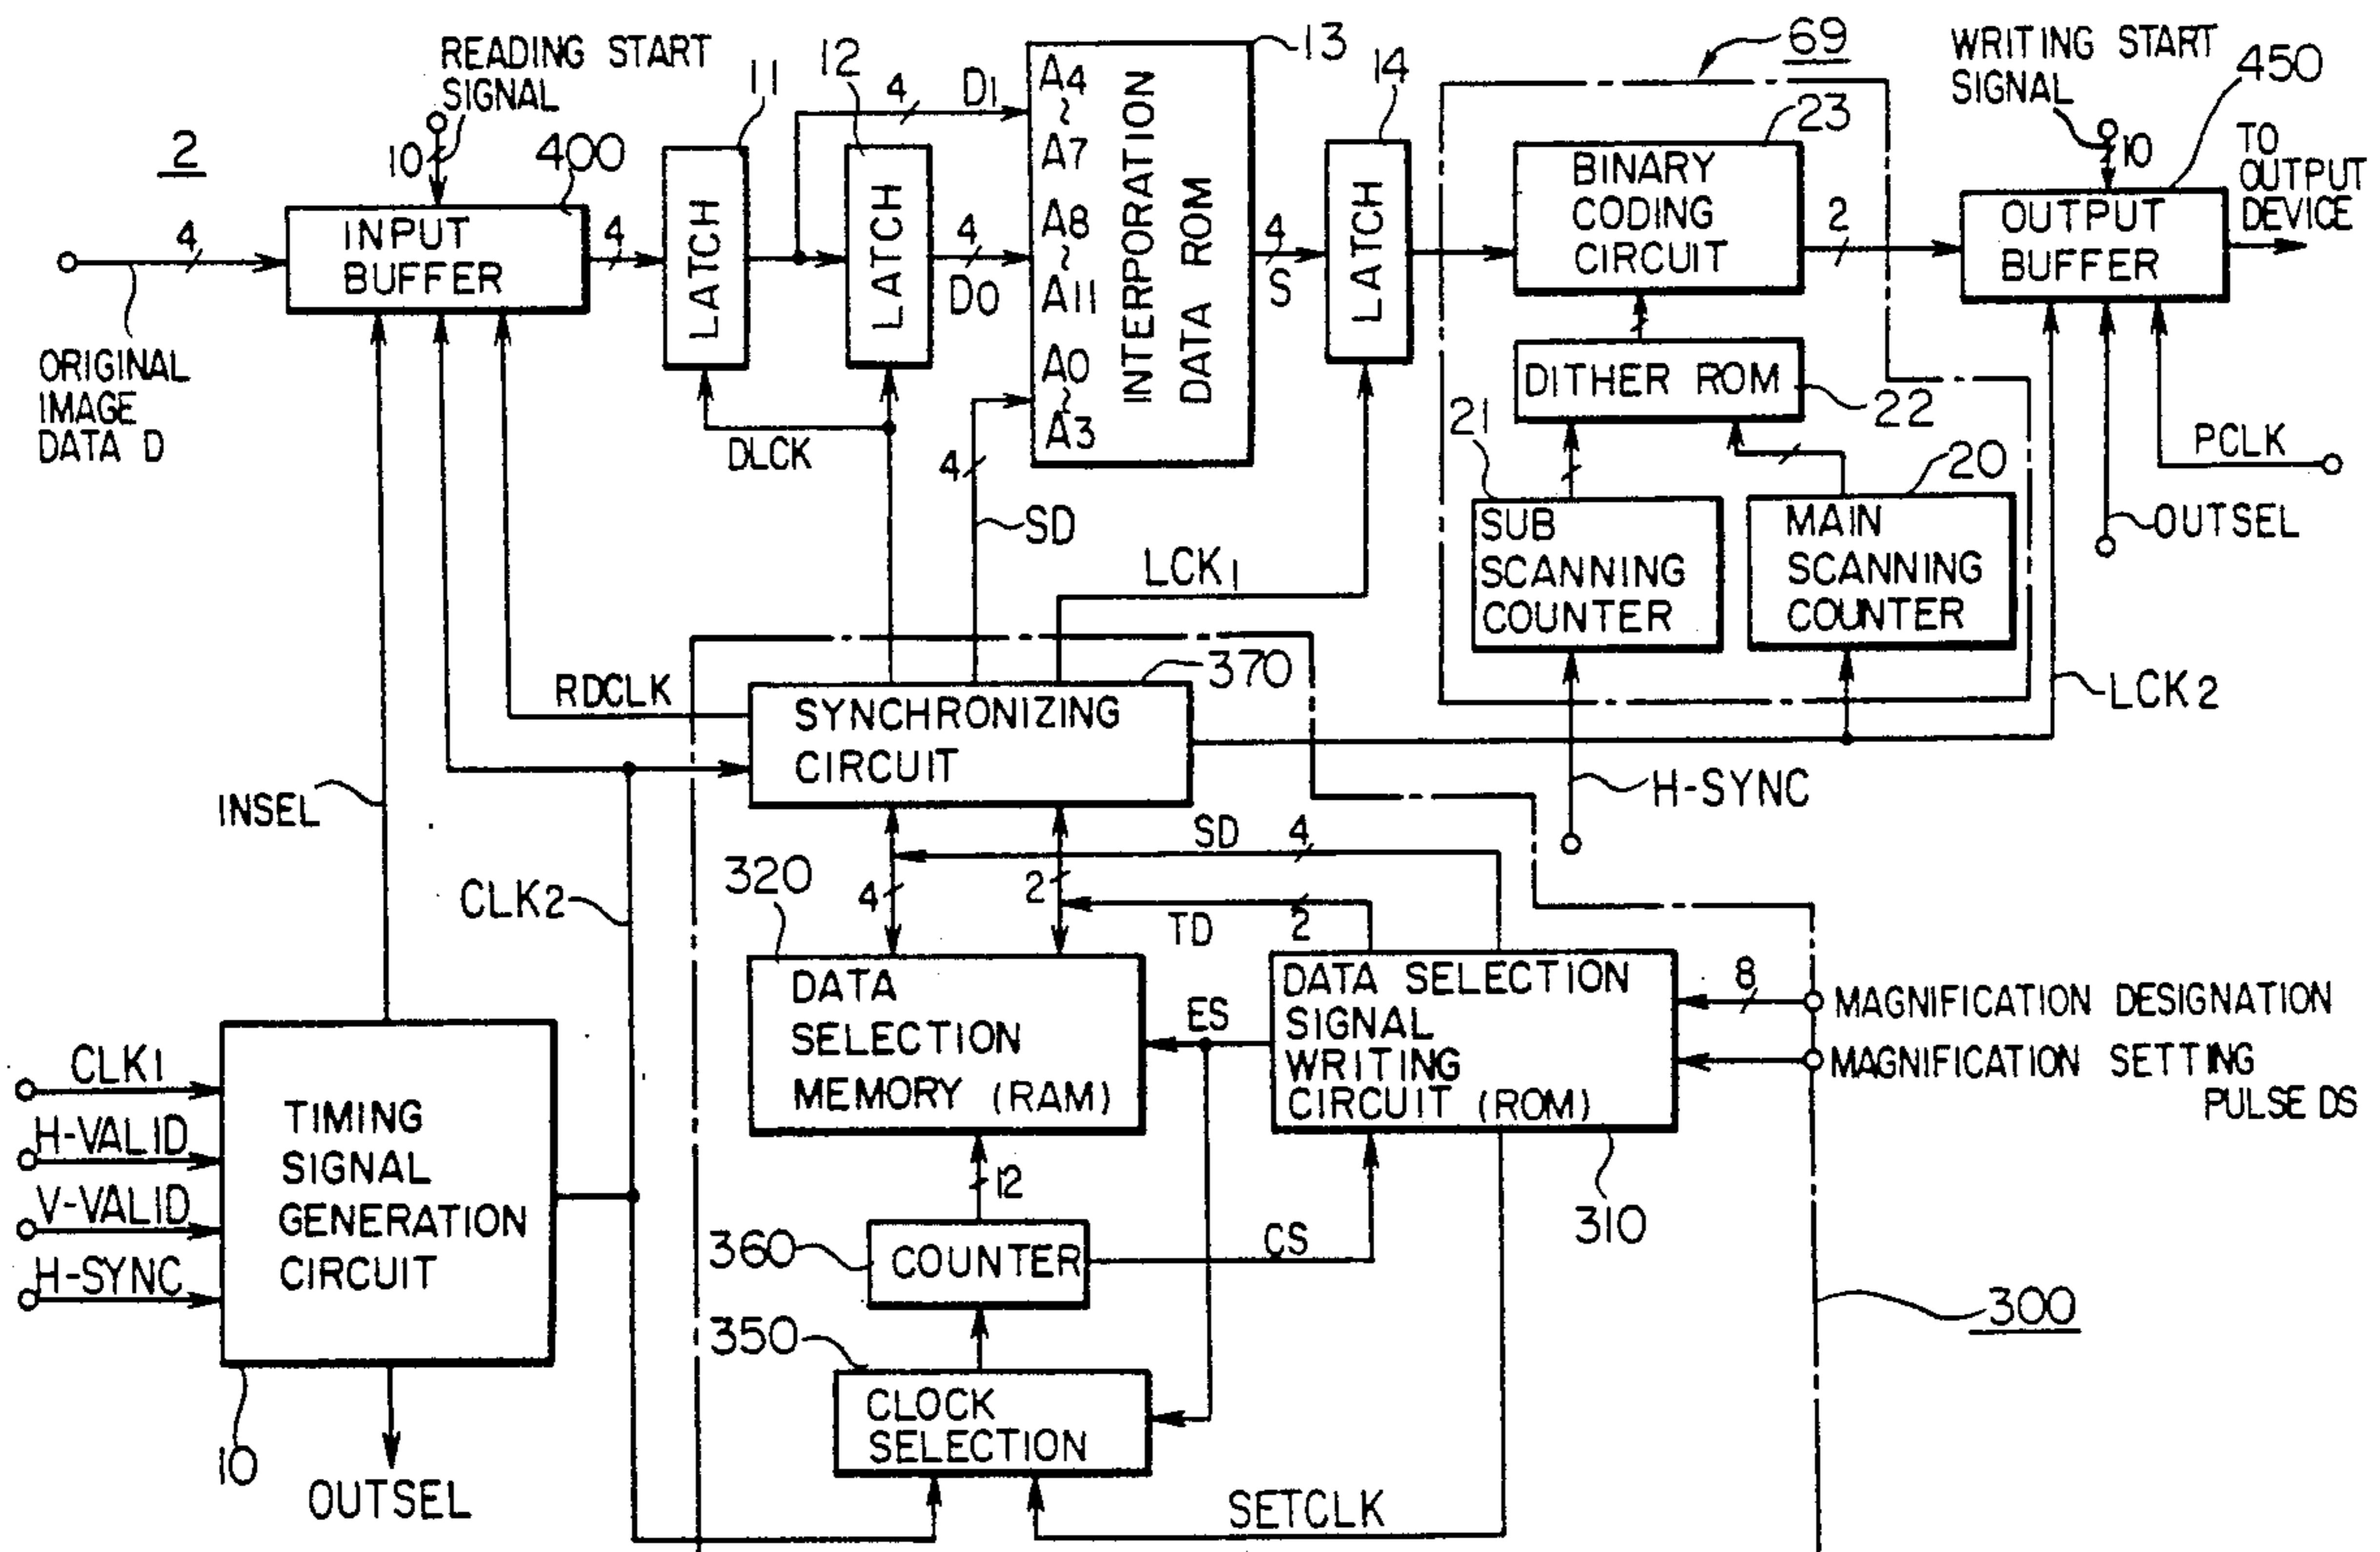 2
READING START
SIGNAL
10
400
4
INPUT
BUFFER
ORIGINAL
IMAGE
DATA D
4
11
LATCH
12
LATCH
4
D1
4
D0
DLCK
13
A4
~
A7
A8
~
A11
A0
~
A3
INTERPORATION
DATA ROM
4
SD
4
S
14
LATCH
LCK1
69
23
BINARY
CODING
CIRCUIT
2
DITHER ROM
22
21
SUB
SCANNING
COUNTER
20
MAIN
SCANNING
COUNTER
WRITING START
SIGNAL
10
450
OUTPUT
BUFFER
TO
OUTPUT
DEVICE
PCLK
OUTSEL
LCK2
H-SYNC
RDCLK
370
SYNCHRONIZING
CIRCUIT
INSEL
CLK2
SD
4
4
2
TD
2
320
DATA
SELECTION
MEMORY (RAM)
ES
DATA SELECTION
SIGNAL
WRITING
CIRCUIT (ROM)
310
8
MAGNIFICATION DESIGNATION
MAGNIFICATION SETTING
PULSE DS
CLK1
H-VALID
V-VALID
H-SYNC
TIMING
SIGNAL
GENERATION
CIRCUIT
10
OUTSEL
12
360
COUNTER
CS
350
CLOCK
SELECTION
SETCLK
300